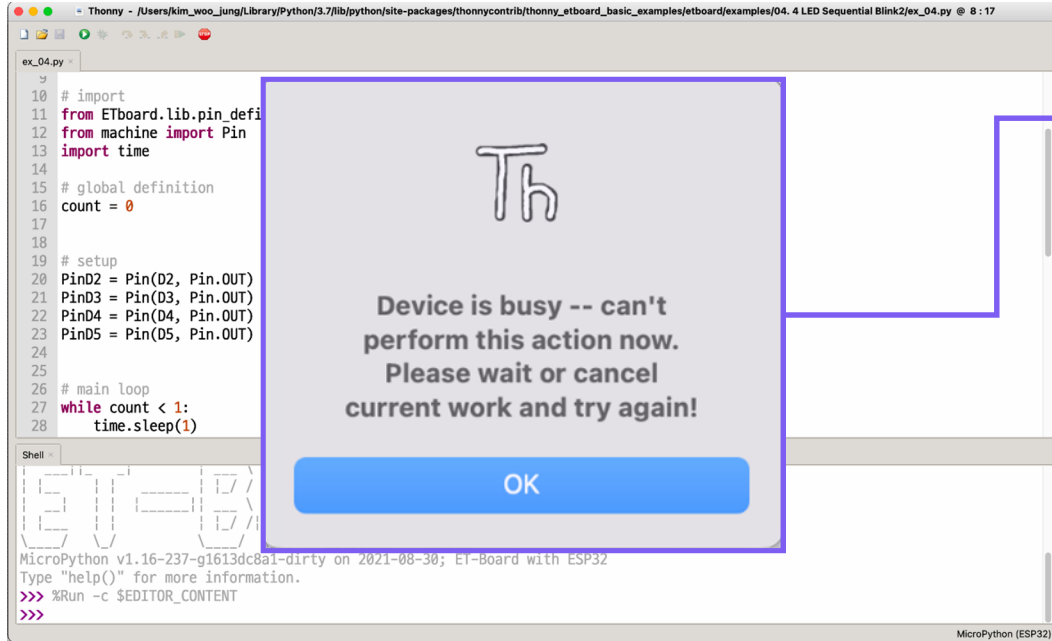 Thonny - /Users/kim_woo_jung/Library/Python/3.7/lib/python/site-packages/thonnycontrib/thonny_etboard_basic_examples/etboard/examples/04. 4 LED Sequential Blink2/ex_04.py @ 8 : 17
STOP
ex_04.py
9
10 # import
11 from ETboard.lib.pin_defi
12 from machine import Pin
13 import time
14
15 # global definition
16 count = 0
17
18
19 # setup
20 PinD2 = Pin(D2, Pin.OUT)
21 PinD3 = Pin(D3, Pin.OUT)
22 PinD4 = Pin(D4, Pin.OUT)
23 PinD5 = Pin(D5, Pin.OUT)
24
25
26 # main loop
27 while count < 1:
28     time.sleep(1)
Th
Device is busy -- can't
perform this action now.
Please wait or cancel
current work and try again!
OK
Shell
MicroPython v1.16-237-g1613dc8a1-dirty on 2021-08-30; ET-Board with ESP32
Type "help()" for more information.
>>> %Run -c $EDITOR_CONTENT
>>>
MicroPython (ESP32)